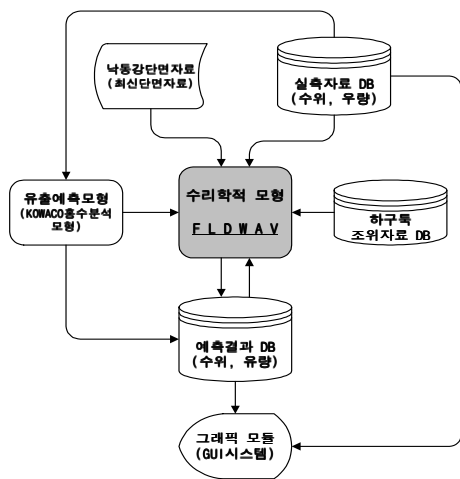 낙동강단면자료
(최신단면자료)
실측자료 DB
(수위, 우량)
유출예측모형
(KOWACO홍수분석
모형)
수리학적 모형
FLDWAV
하구둑
조위자료 DB
예측결과 DB
(수위, 유량)
그래픽 모듈
(GUI시스템)